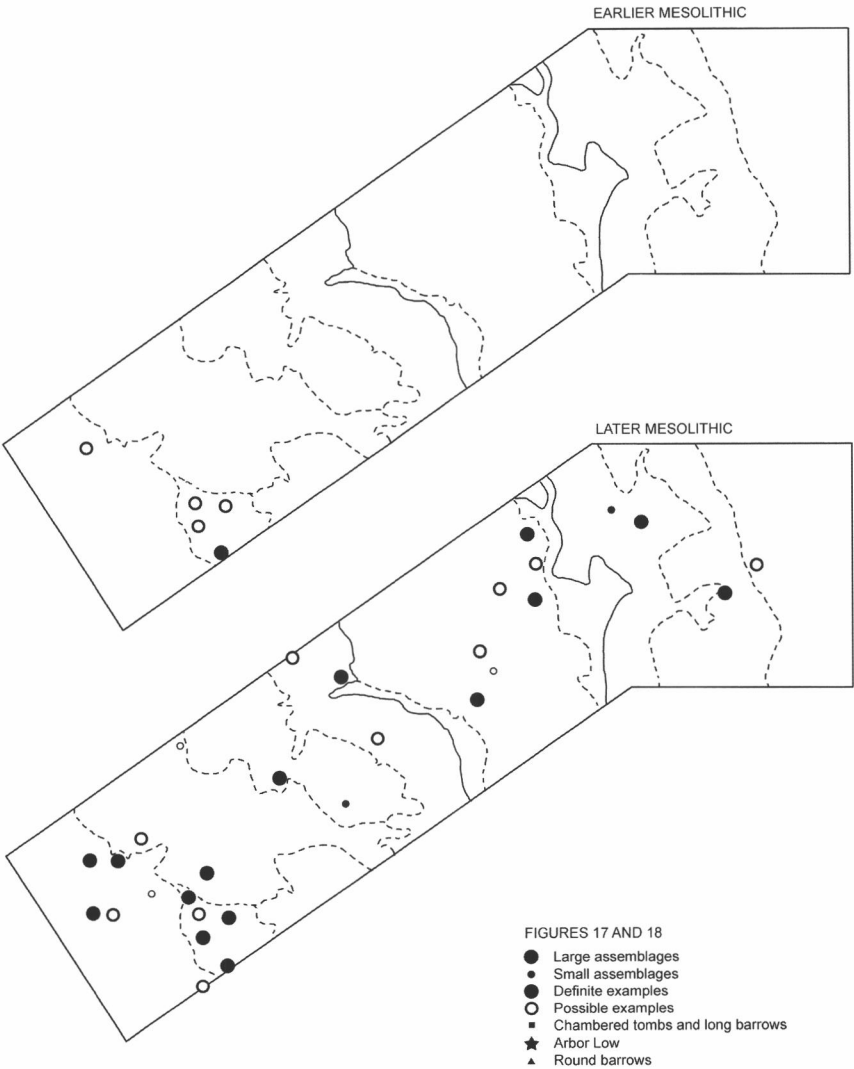 EARLIER MESOLITHIC
LATER MESOLITHIC
FIGURES 17 AND 18
Large assemblages
Small assemblages
Definite examples
Possible examples
Chambered tombs and long barrows
Arbor Low
Round barrows